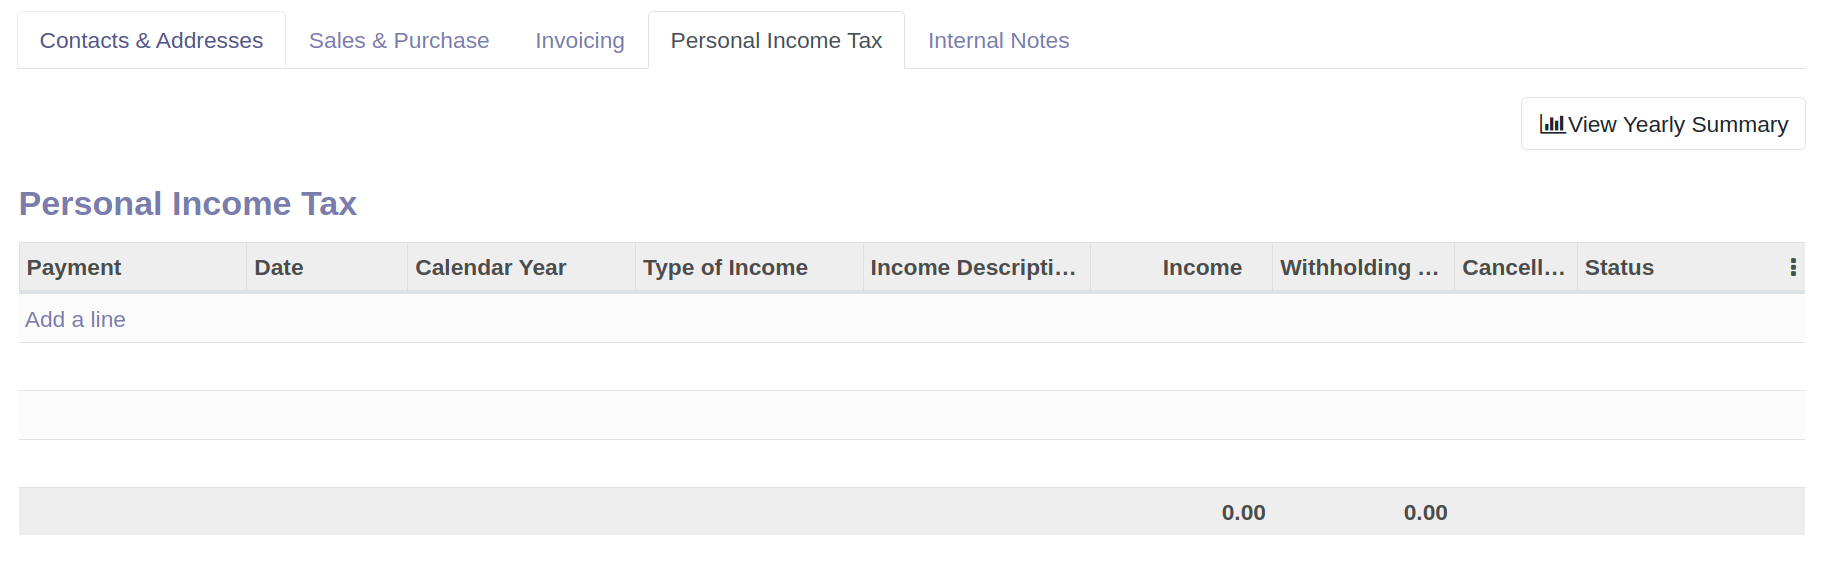 Contacts & Addresses Sales & Purchase Invoicing Personal Income Tax Internal Notes
View Yearly Summary
Personal Income Tax
Payment Date Calendar Year Type of Income Income Descripti... Income Withholding ... Cancell... Status
Add a line
0.00 0.00